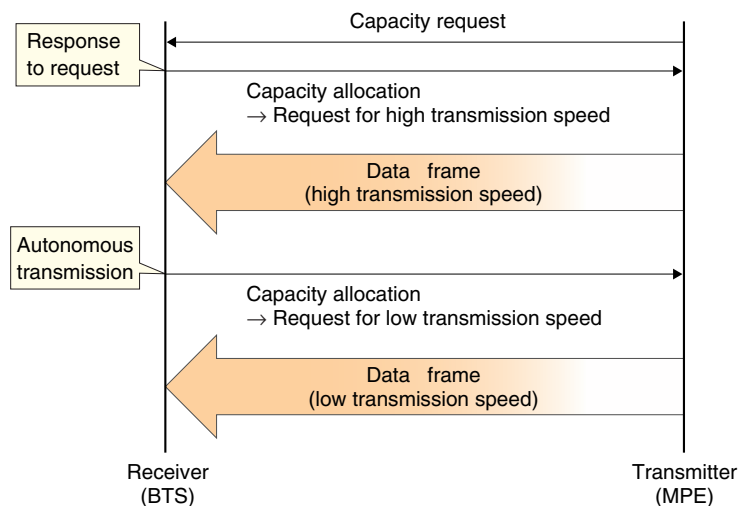 Capacity request
Response
to request
Capacity allocation
→ Request for high transmission speed
Data frame
(high transmission speed)
Autonomous
transmission
Capacity allocation
→ Request for low transmission speed
Data frame
(low transmission speed)
Receiver
(BTS)
Transmitter
(MPE)